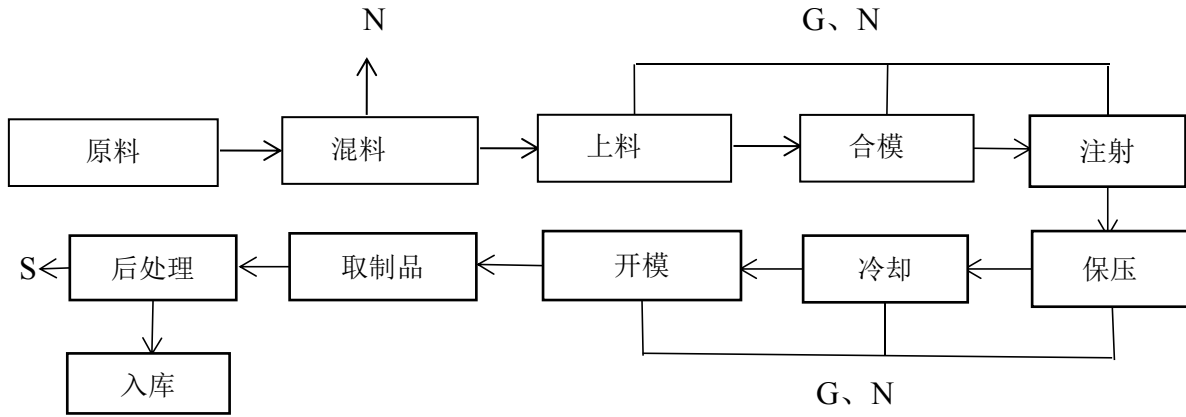 N
G、N
原料
混料
上料
合模
注射
S
后处理
取制品
开模
冷却
保压
入库
G、N